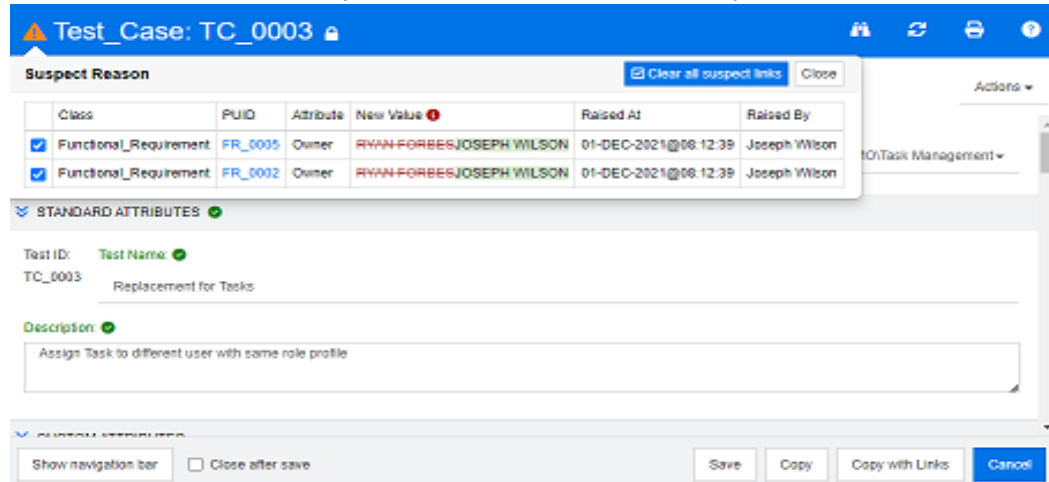 Test_Case: TC_0003
Suspect Reason
Clear all suspect links Close
Actions
Class PUID Attribute New Value Raised At Raised By
Functional_Requirement FR_0005 Owner RYAN FORBESJOSEPH WILSON 01-DEC-2021@08:12:39 Joseph Wilson
Functional_Requirement FR_0002 Owner RYAN FORBESJOSEPH WILSON 01-DEC-2021@08:12:39 Joseph Wilson
Task Management
STANDARD ATTRIBUTES
Test ID: Test Name:
TC_0003 Replacement for Tasks
Description:
Assign Task to different user with same role profile
CUSTOM ATTRIBUTES
Show navigation bar Close after save Save Copy Copy with Links Cancel